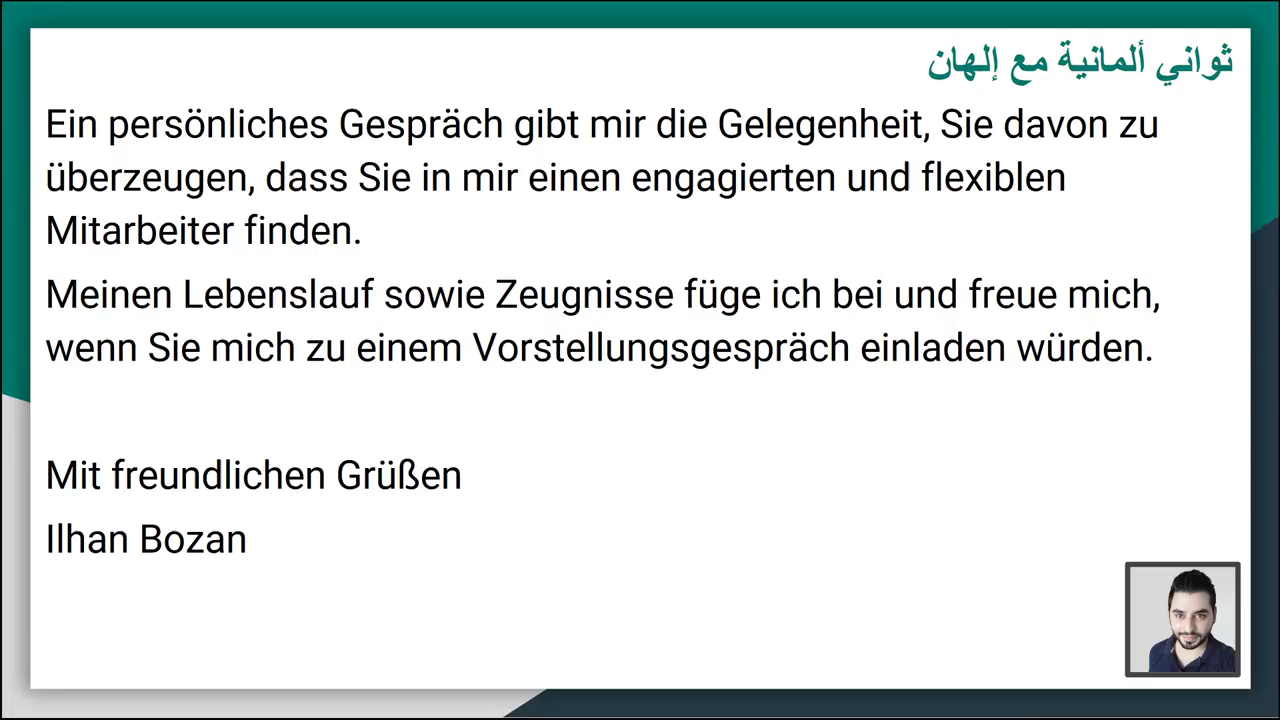 ثواني ألمانية مع إلهان
Ein persönliches Gespräch gibt mir die Gelegenheit, Sie davon zu
überzeugen, dass Sie in mir einen engagierten und flexiblen
Mitarbeiter finden.
Meinen Lebenslauf sowie Zeugnisse füge ich bei und freue mich,
wenn Sie mich zu einem Vorstellungsgespräch einladen würden.
Mit freundlichen Grüßen
Ilhan Bozan